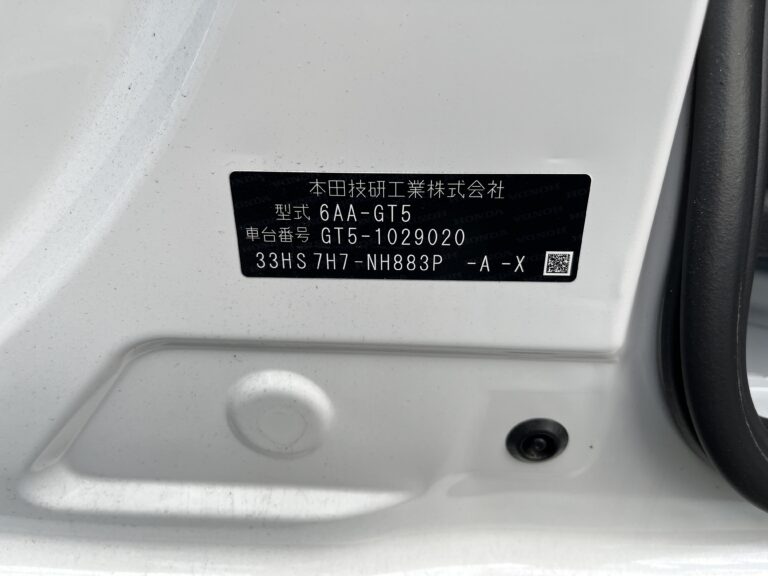 本田技研工業株式会社
型式 6AA-GT5
車台番号 GT5-1029020
33HS 7H7-NH883P -A -X